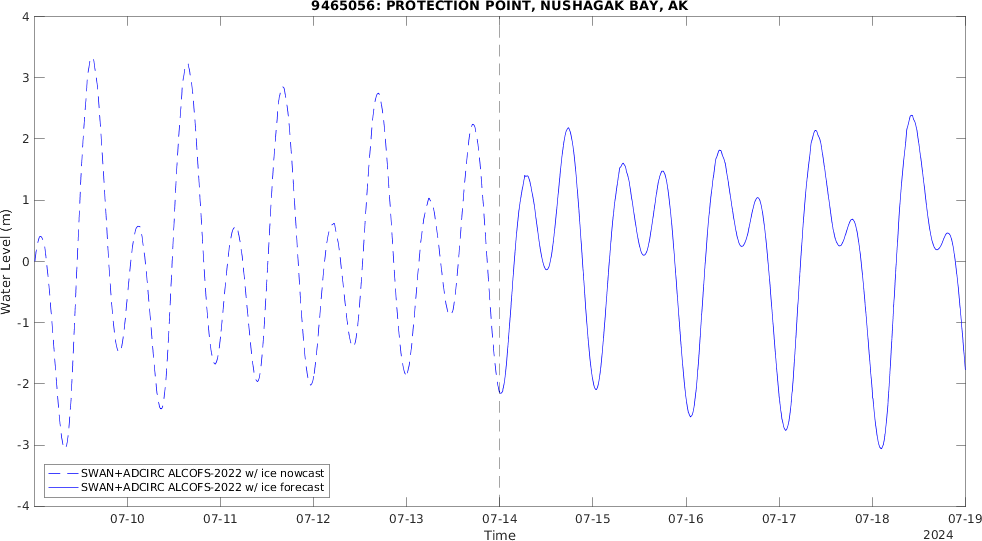 9465056: PROTECTION POINT, NUSHAGAK BAY, AK
Water Level (m)
4
3
2
1
0
-1
-2
-3
-4
SWAN+ADCIRC ALCOFS-2022 w/ ice nowcast
SWAN+ADCIRC ALCOFS-2022 w/ ice forecast
07-10 07-11 07-12 07-13 07-14 07-15 07-16 07-17 07-18 07-19
Time
2024